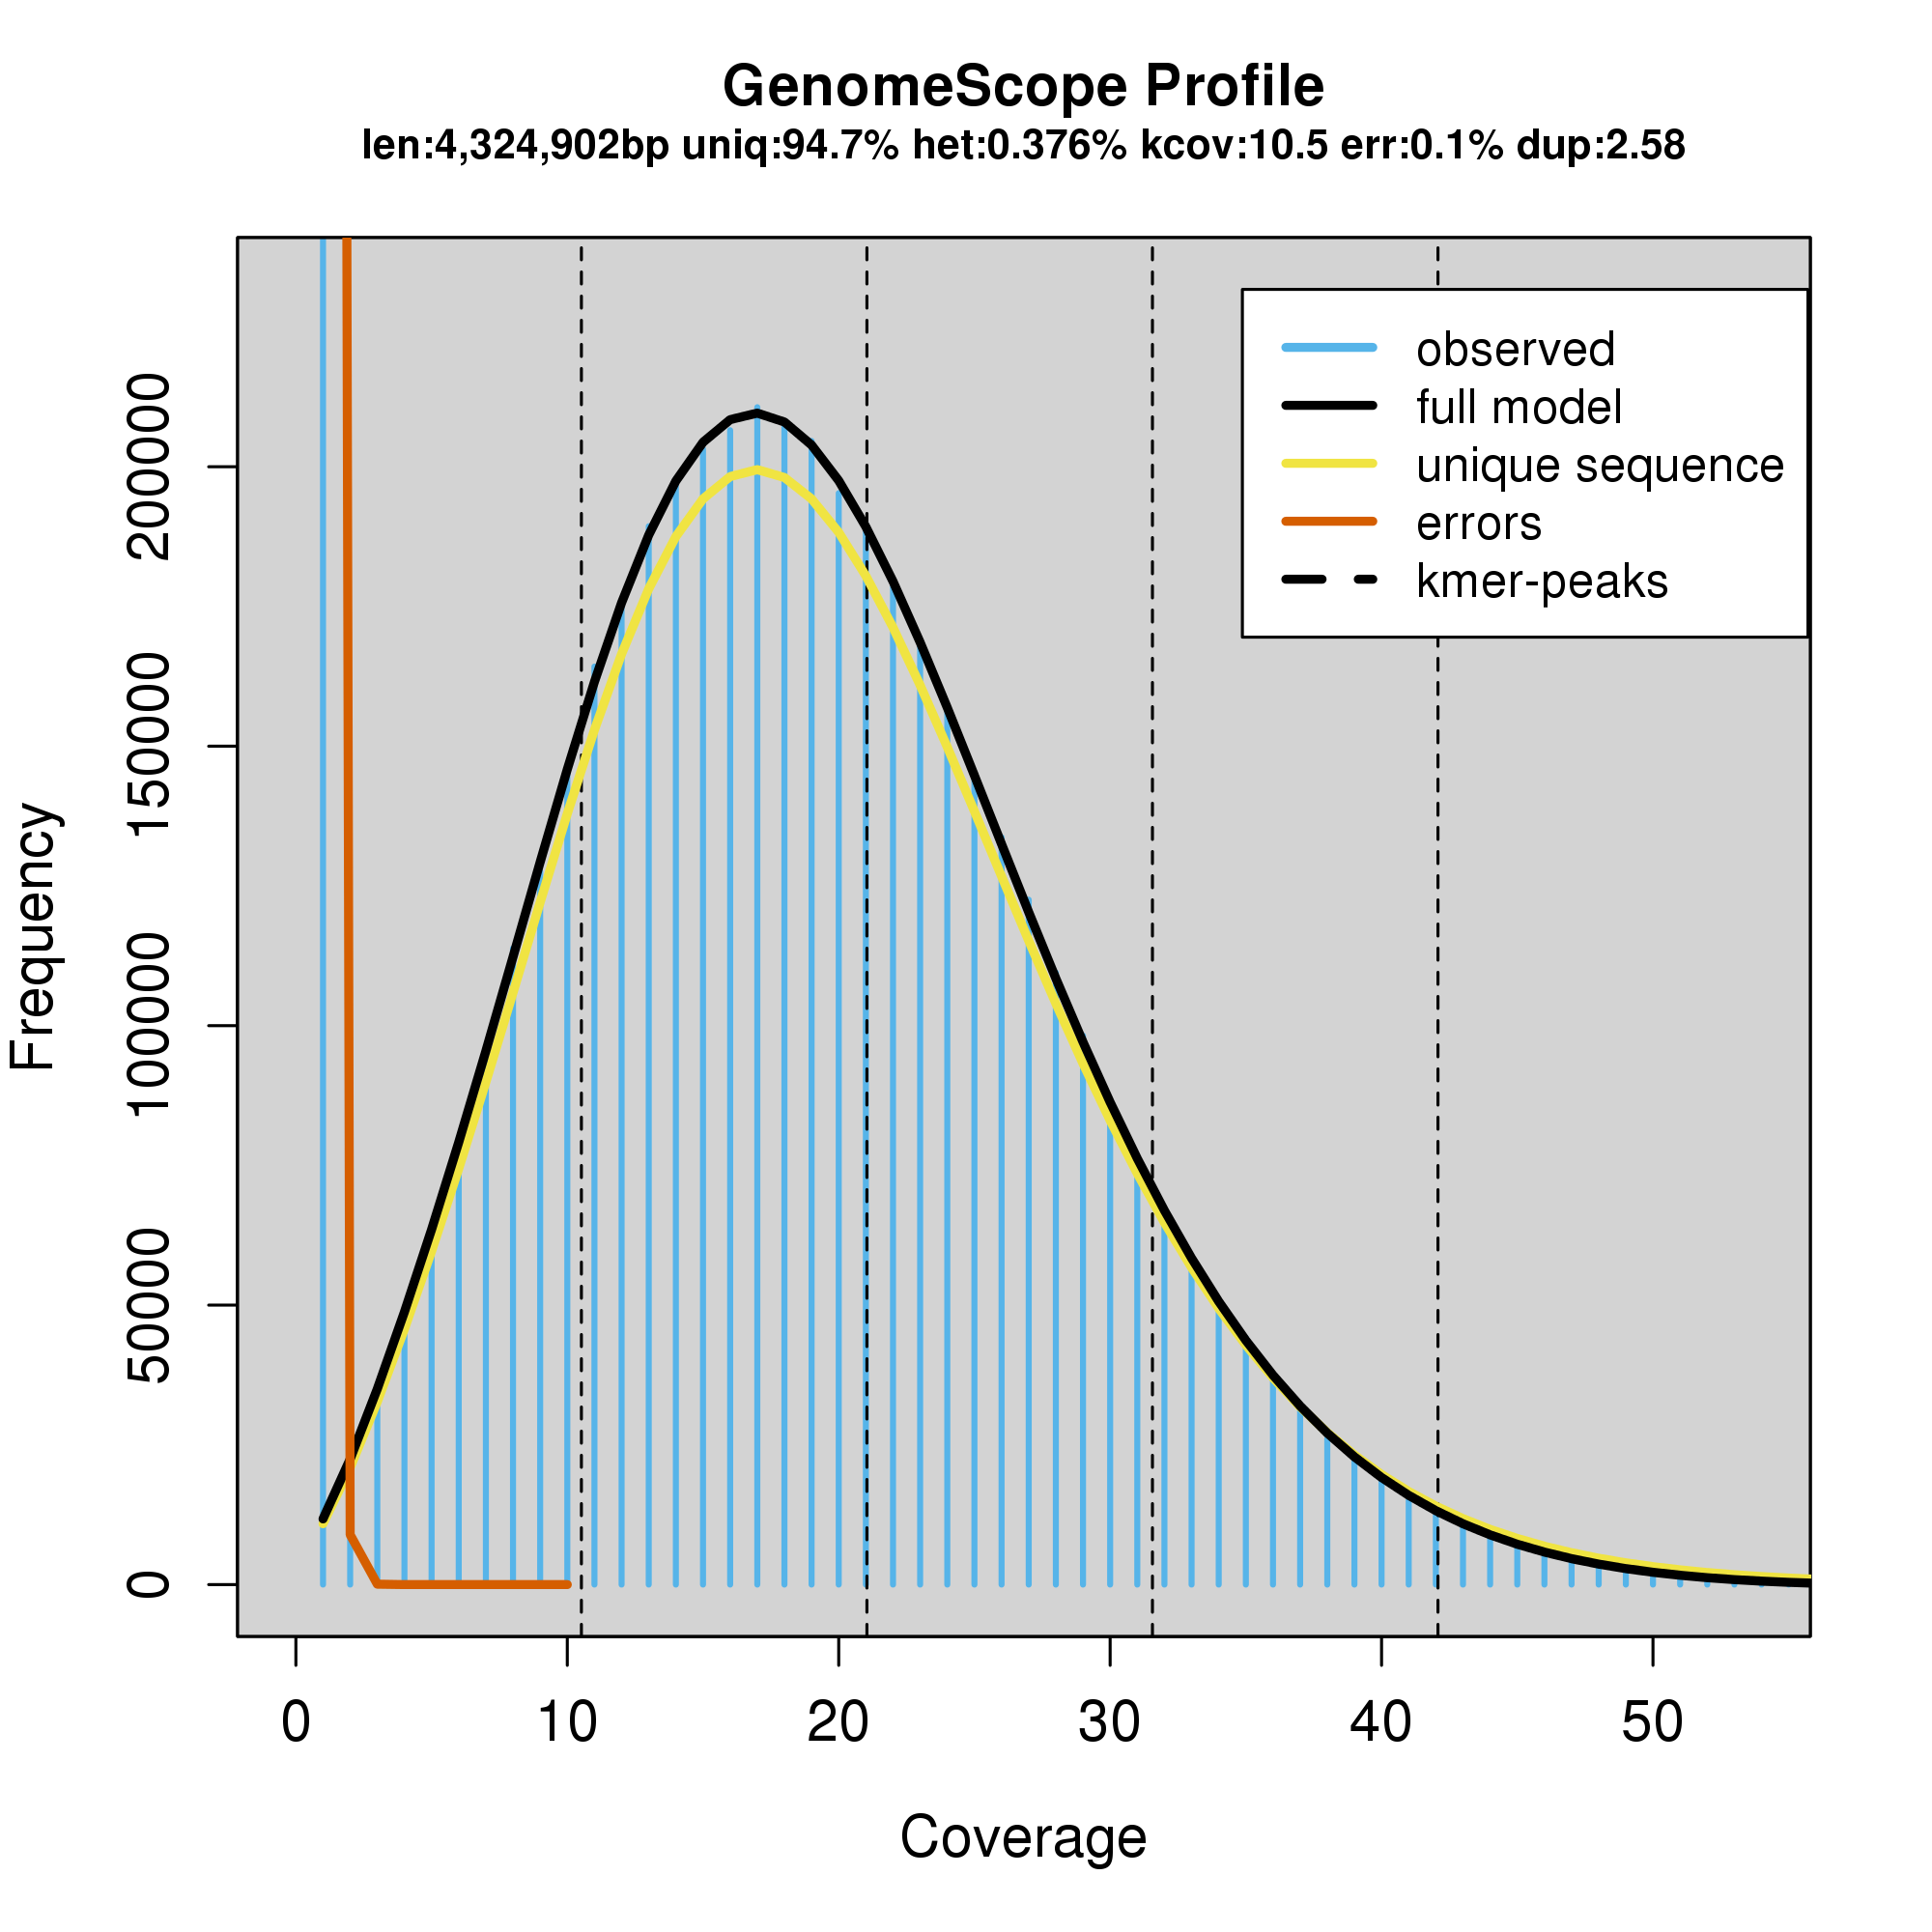 GenomeScope Profile
len:4,324,902bp uniq:94.7% het:0.376% kcov:10.5 err:0.1% dup:2.58
observed
full model
unique sequence
errors
kmer-peaks
Frequency
200000
150000
100000
50000
0
0 10 20 30 40 50
Coverage